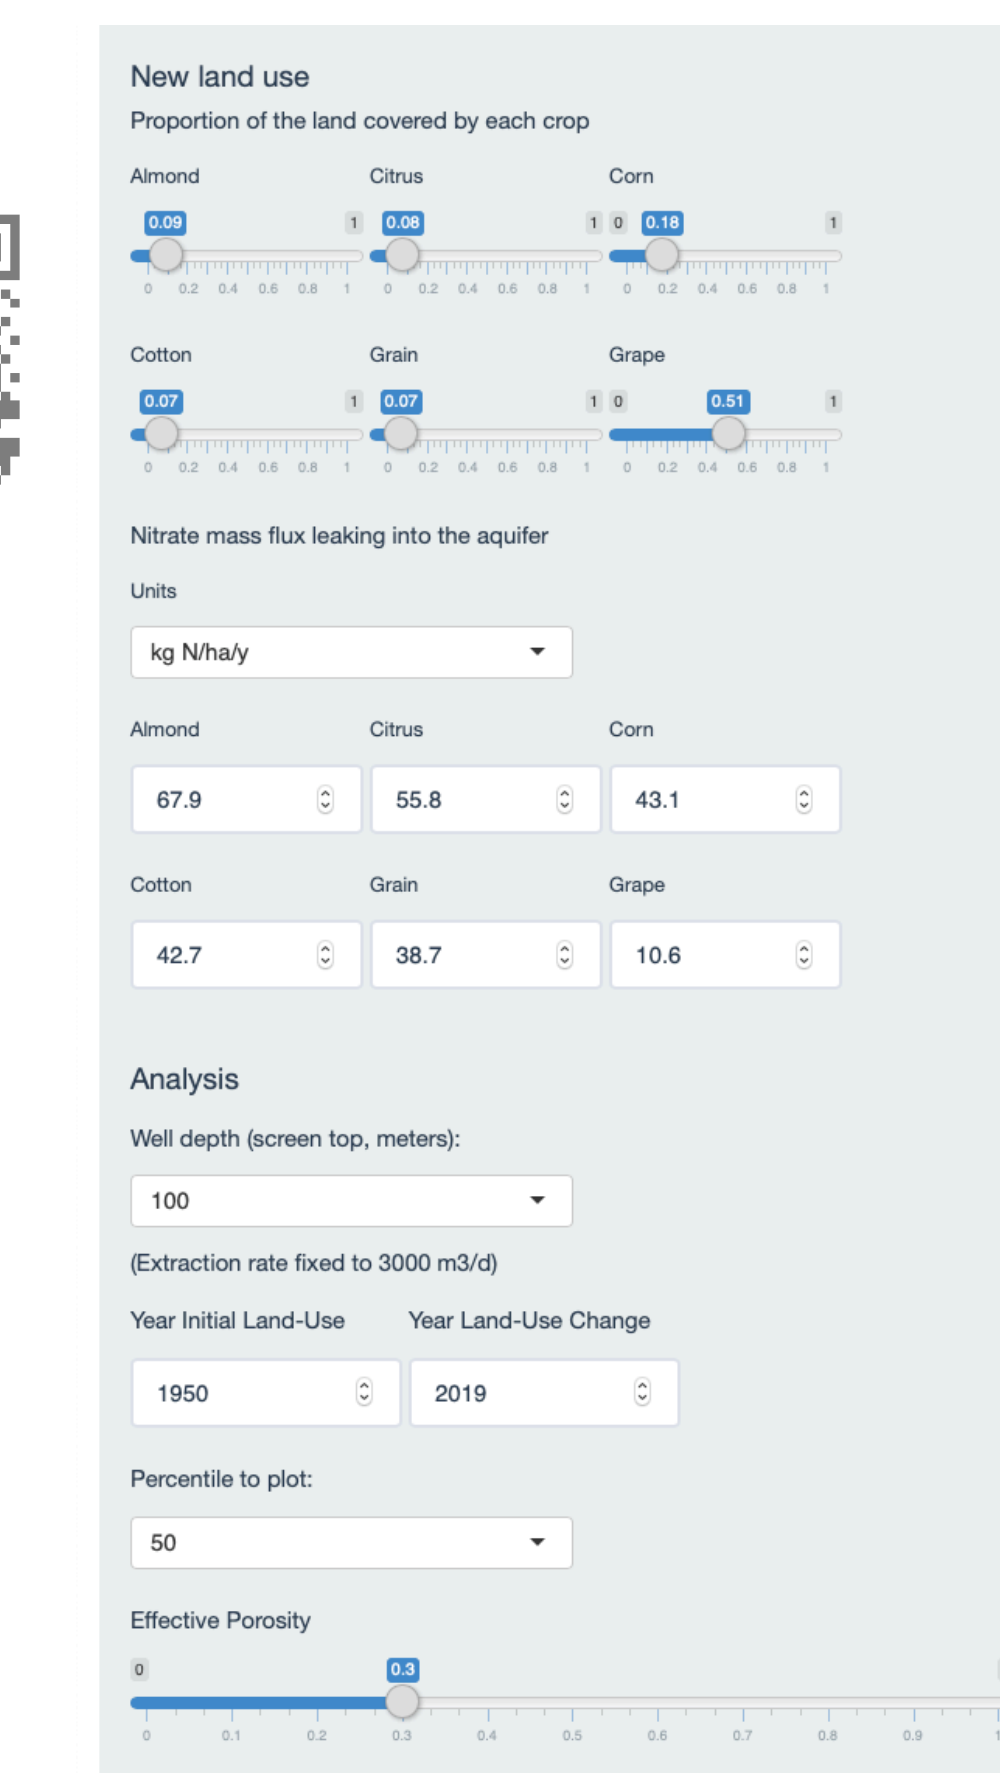 New land use
Proportion of the land covered by each crop
Almond Citrus Corn
0.09 1 0.08 1 0 0.18 1
0 0.2 0.4 0.6 0.8 1 0 0.2 0.4 0.6 0.8 1 0 0.2 0.4 0.6 0.8 1
Cotton Grain Grape
0.07 1 0.07 1 0 0.51 1
0 0.2 0.4 0.6 0.8 1 0 0.2 0.4 0.6 0.8 1 0 0.2 0.4 0.6 0.8 1
Nitrate mass flux leaking into the aquifer
Units
kg N/ha/y
Almond Citrus Corn
67.9 55.8 43.1
Cotton Grain Grape
42.7 38.7 10.6
Analysis
Well depth (screen top, meters):
100
(Extraction rate fixed to 3000 m3/d)
Year Initial Land-Use Year Land-Use Change
1950 2019
Percentile to plot:
50
Effective Porosity
0 0.3
0 0.1 0.2 0.3 0.4 0.5 0.6 0.7 0.8 0.9 1